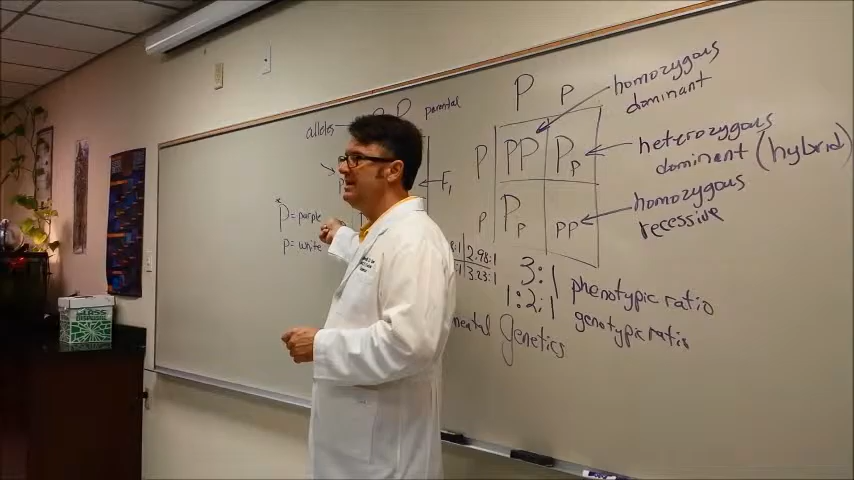 alleles
P P parental
P = purple
p = white
F1
2.98:1
3.23:1
P p
P PP Pp
p Pp pp
homozygous
dominant
heterozygous
dominant (hybrid)
homozygous
recessive
3:1 phenotypic ratio
1:2:1 genotypic ratio
Genetics
LESS